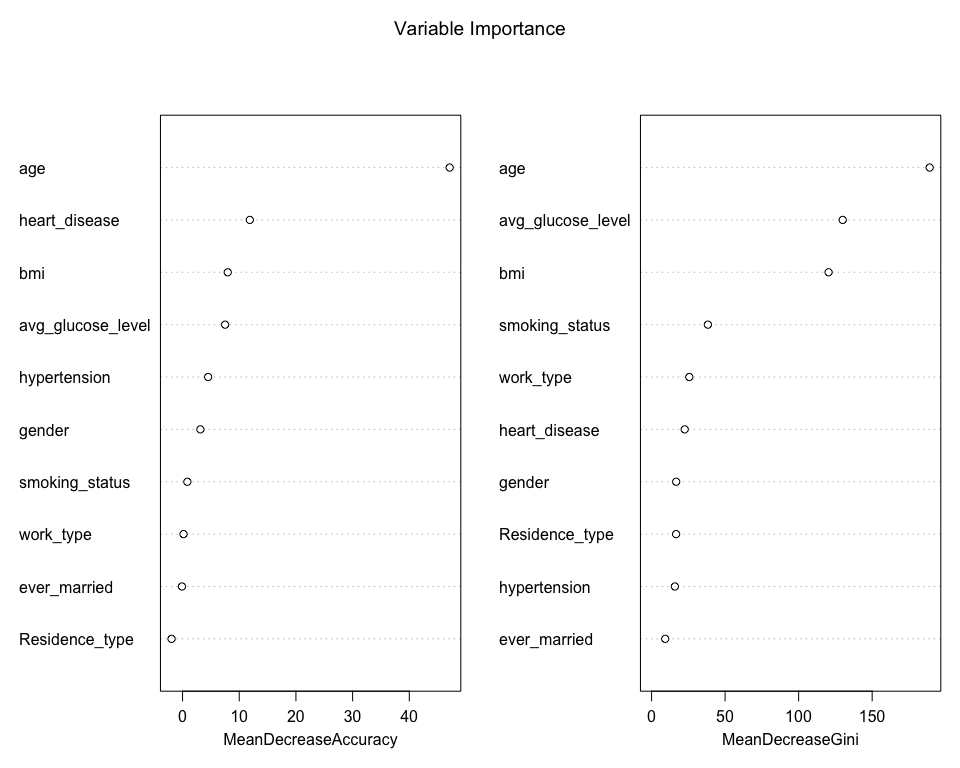 Variable Importance
age
heart_disease
bmi
avg_glucose_level
hypertension
gender
smoking_status
work_type
ever_married
Residence_type
0 10 20 30 40
MeanDecreaseAccuracy
age
avg_glucose_level
bmi
smoking_status
work_type
heart_disease
gender
Residence_type
hypertension
ever_married
0 50 100 150
MeanDecreaseGini